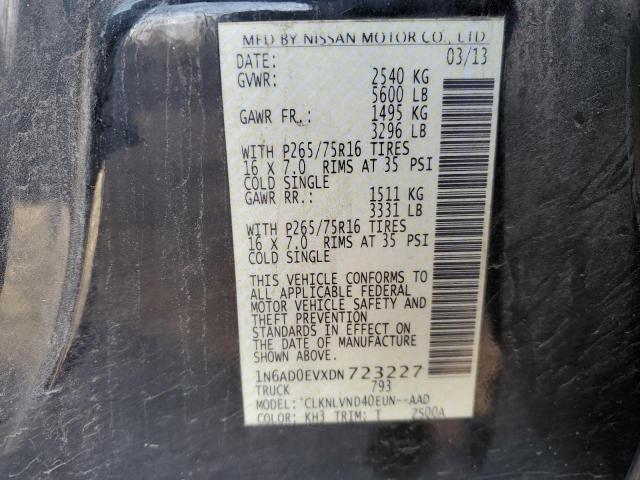 MFD BY NISSAN MOTOR CO., LTD
DATE: 03/13
GVWR: 2540 KG
5600 LB
GAWR FR.: 1495 KG
3296 LB
WITH P265/75R16 TIRES
16 X 7.0 RIMS AT 35 PSI
COLD SINGLE
GAWR RR.: 1511 KG
3331 LB
WITH P265/75R16 TIRES
16 X 7.0 RIMS AT 35 PSI
COLD SINGLE
THIS VEHICLE CONFORMS TO
ALL APPLICABLE FEDERAL
MOTOR VEHICLE SAFETY AND
THEFT PREVENTION
STANDARDS IN EFFECT ON
THE DATE OF MANUFACTURE
SHOWN ABOVE.
1N6AD0EVXDN723227
TRUCK 793
MODEL: *CLKNLVND40EUN--AAD
COLOR: KH3 TRIM: T ZS00A